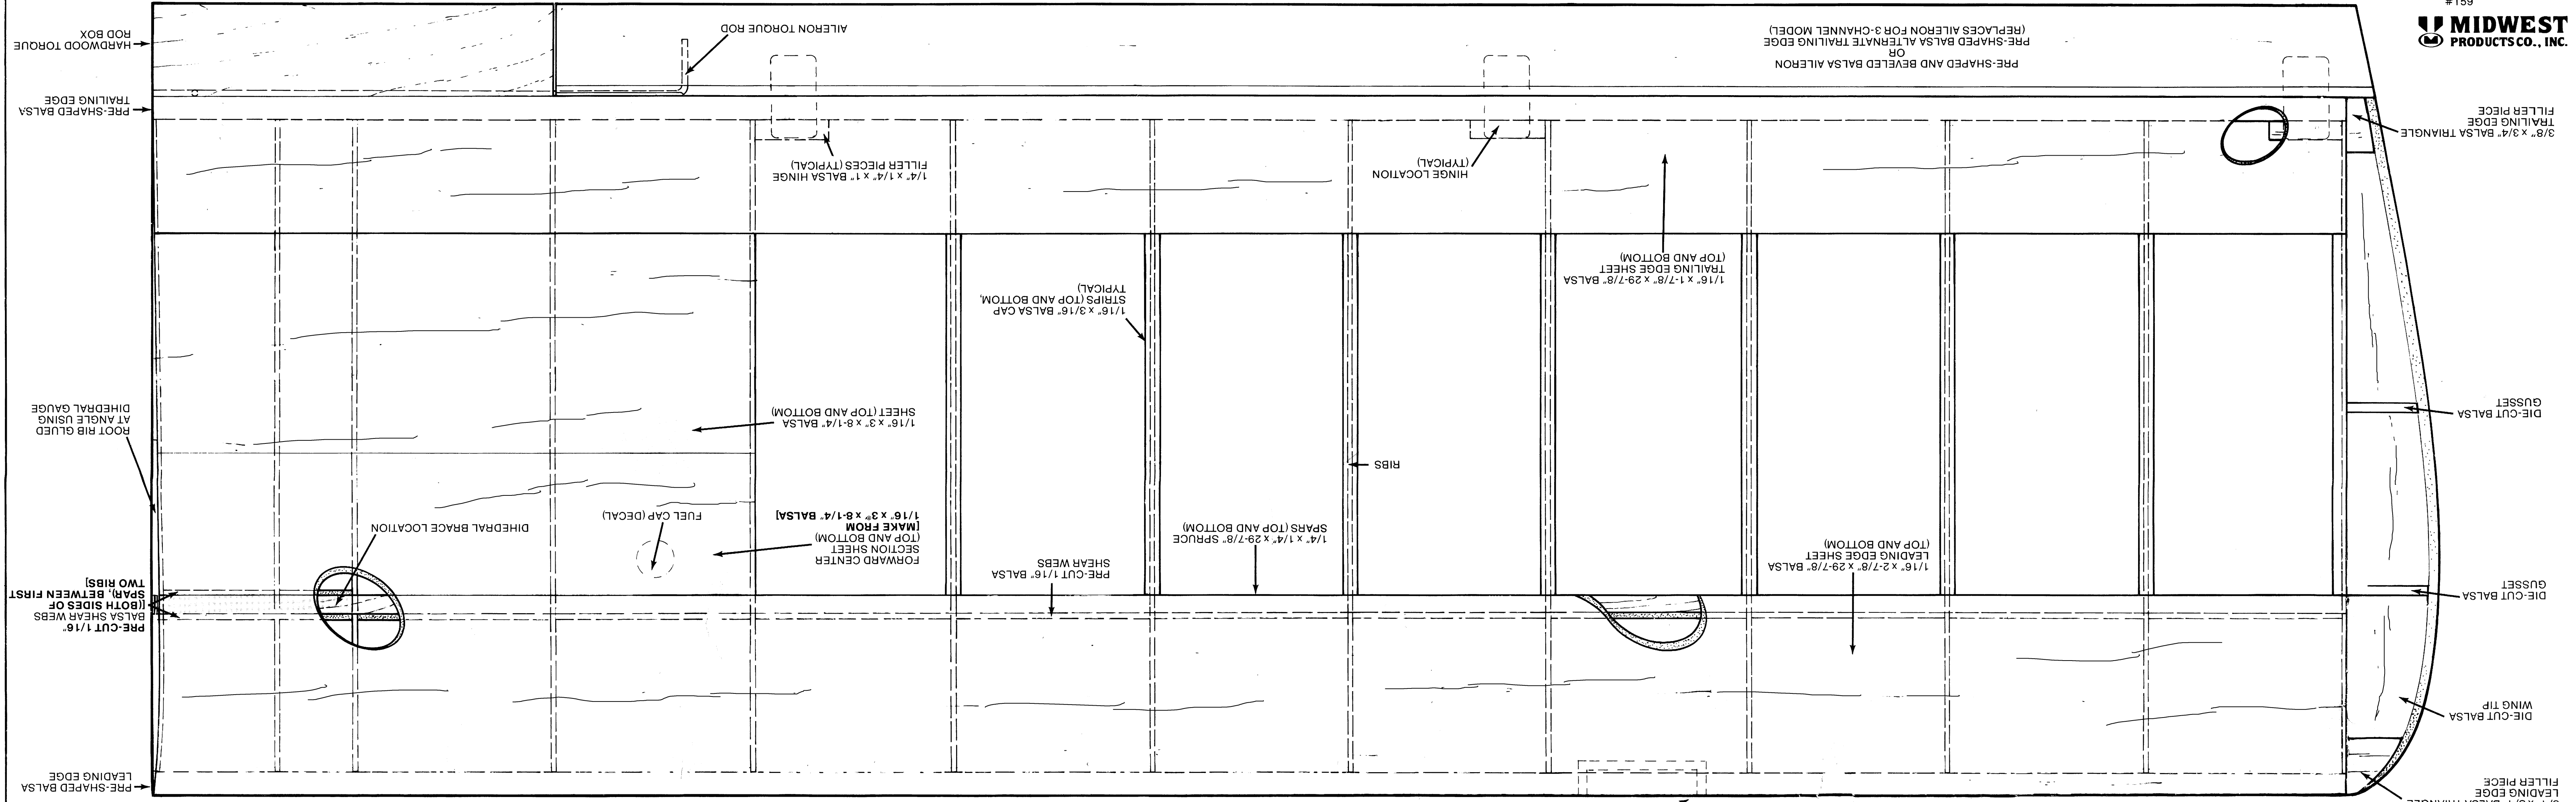 #159
MIDWEST
PRODUCTS CO., INC.
HARDWOOD TORQUE
ROD BOX
AILERON TORQUE ROD
PRE-SHAPED AND BEVELED BALSA AILERON
OR
PRE-SHAPED BALSA ALTERNATE TRAILING EDGE
(REPLACES AILERON FOR 3-CHANNEL MODEL)
PRE-SHAPED BALSA
TRAILING EDGE
1/4" x 1/4" x 1" BALSA HINGE
FILLER PIECES (TYPICAL)
HINGE LOCATION
(TYPICAL)
3/8" x 3/4" BALSA TRIANGLE
TRAILING EDGE
FILLER PIECE
1/16" x 1-7/8" x 29-7/8" BALSA
TRAILING EDGE SHEET
(TOP AND BOTTOM)
1/16" x 3/16" BALSA CAP
STRIPS (TOP AND BOTTOM,
TYPICAL)
ROOT RIB GLUED
AT ANGLE USING
DIHEDRAL GAUGE
1/16" x 3" x 8-1/4" BALSA
SHEET (TOP AND BOTTOM)
RIBS
DIE-CUT BALSA
GUSSET
DIHEDRAL BRACE LOCATION
FUEL CAP (DECAL)
FORWARD CENTER
SECTION SHEET
(TOP AND BOTTOM)
[MAKE FROM
1/16" x 3" x 8-1/4" BALSA]
PRE-CUT 1/16" BALSA
SHEAR WEBS
1/4" x 1/4" x 29-7/8" SPRUCE
SPARS (TOP AND BOTTOM)
1/16" x 2-7/8" x 29-7/8" BALSA
LEADING EDGE SHEET
(TOP AND BOTTOM)
DIE-CUT BALSA
GUSSET
PRE-CUT 1/16"
BALSA SHEAR WEBS
[(BOTH SIDES OF
SPAR), BETWEEN FIRST
TWO RIBS]
DIE-CUT BALSA
WING TIP
PRE-SHAPED BALSA
LEADING EDGE
BALSA TRIANGLE
LEADING EDGE
FILLER PIECE